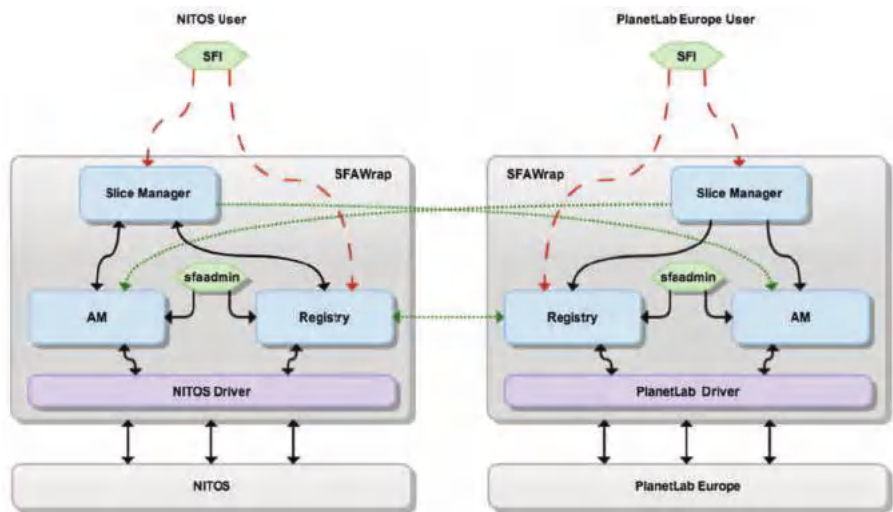 NITOS User
PlanetLab Europe User
SFI
SFI
SFAWrap
SFAWrap
Slice Manager
Slice Manager
sfaadmin
sfaadmin
AM
Registry
Registry
AM
NITOS Driver
PlanetLab Driver
NITOS
PlanetLab Europe